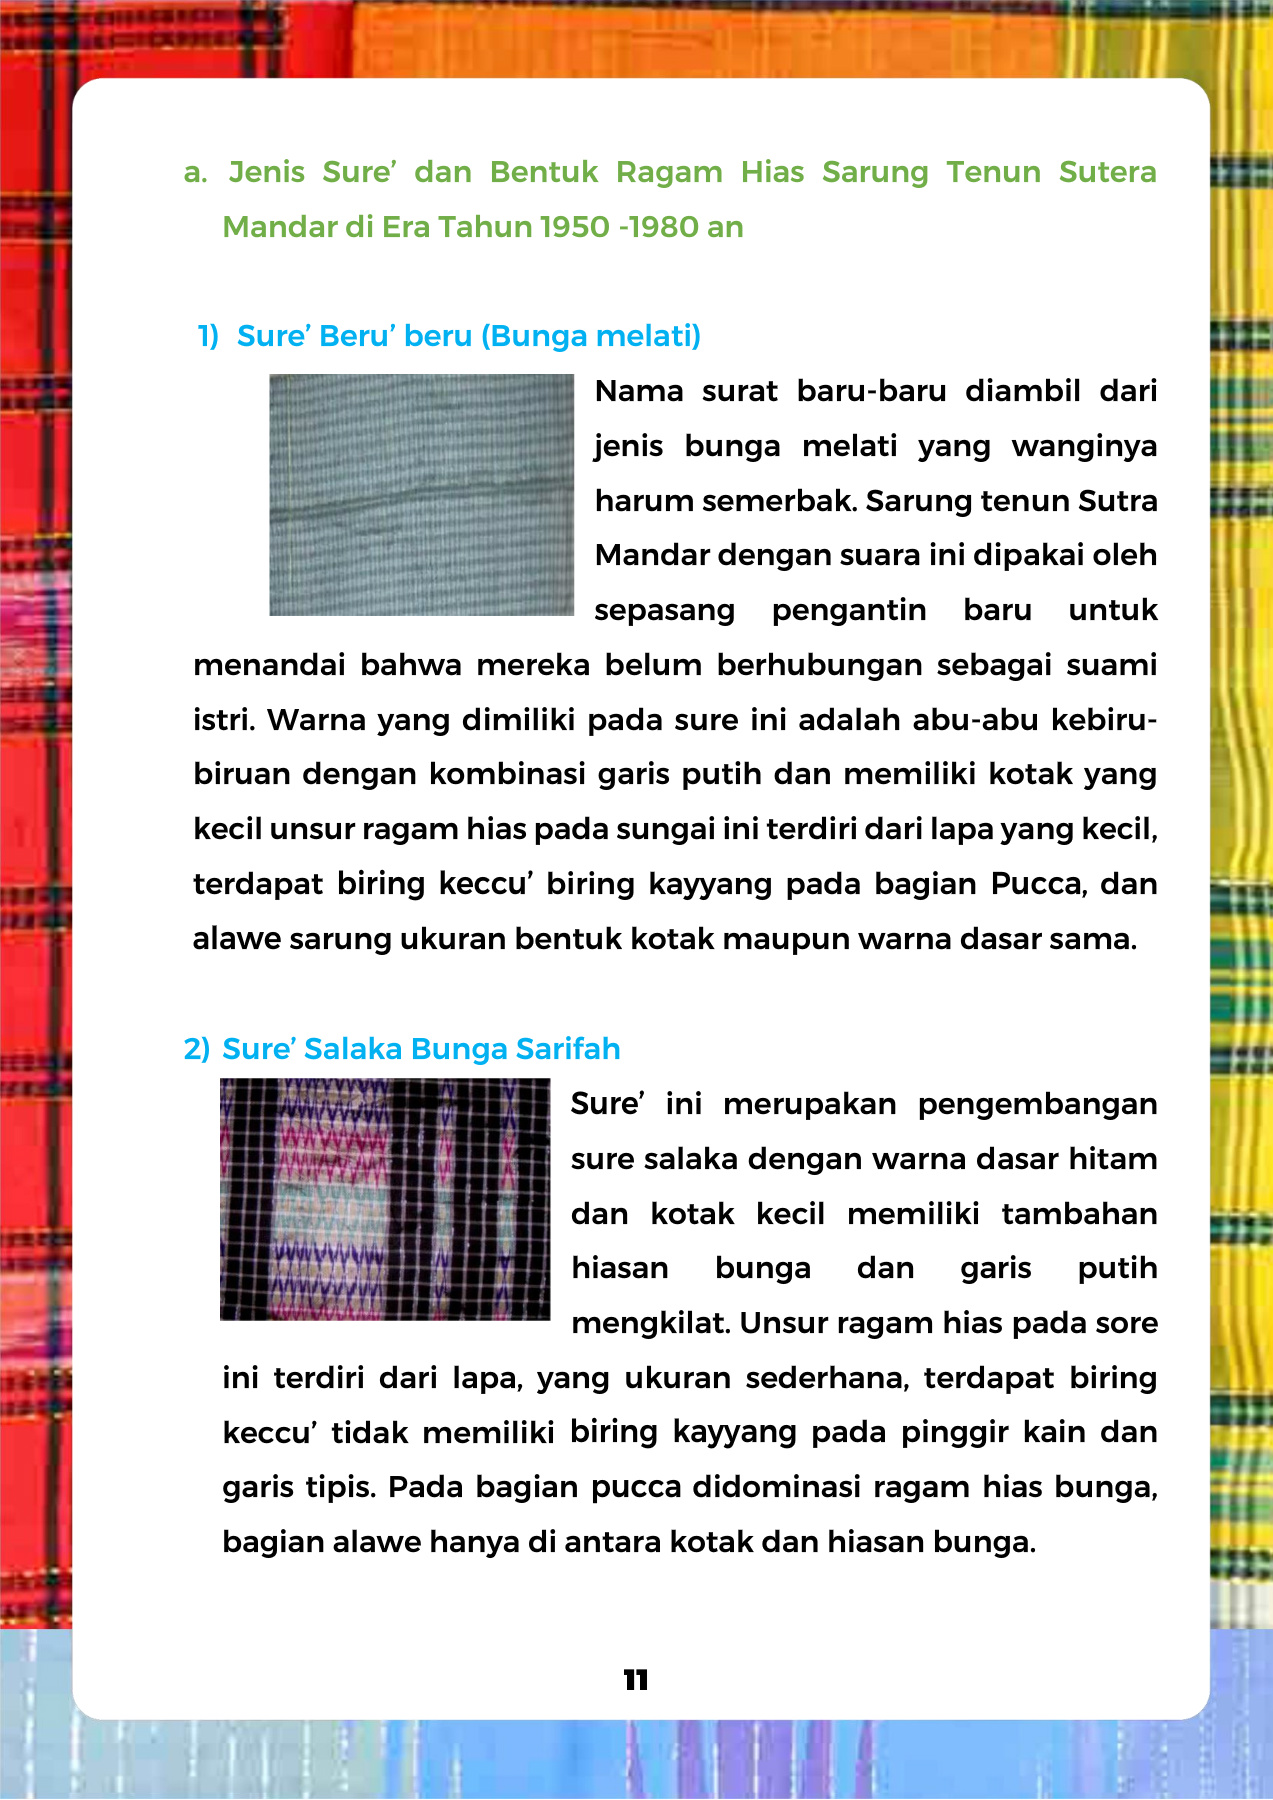 a. Jenis Sure’ dan Bentuk Ragam Hias Sarung Tenun Sutera
Mandar di Era Tahun 1950 -1980 an
1) Sure’ Beru’ beru (Bunga melati)
Nama surat baru-baru diambil dari
jenis bunga melati yang wanginya
harum semerbak. Sarung tenun Sutra
Mandar dengan suara ini dipakai oleh
sepasang pengantin baru untuk
menandai bahwa mereka belum berhubungan sebagai suami
istri. Warna yang dimiliki pada sure ini adalah abu-abu kebiru-
biruan dengan kombinasi garis putih dan memiliki kotak yang
kecil unsur ragam hias pada sungai ini terdiri dari lapa yang kecil,
terdapat biring keccu’ biring kayyang pada bagian Pucca, dan
alawe sarung ukuran bentuk kotak maupun warna dasar sama.
2) Sure’ Salaka Bunga Sarifah
Sure’ ini merupakan pengembangan
sure salaka dengan warna dasar hitam
dan kotak kecil memiliki tambahan
hiasan bunga dan garis putih
mengkilat. Unsur ragam hias pada sore
ini terdiri dari lapa, yang ukuran sederhana, terdapat biring
keccu’ tidak memiliki biring kayyang pada pinggir kain dan
garis tipis. Pada bagian pucca didominasi ragam hias bunga,
bagian alawe hanya di antara kotak dan hiasan bunga.
11